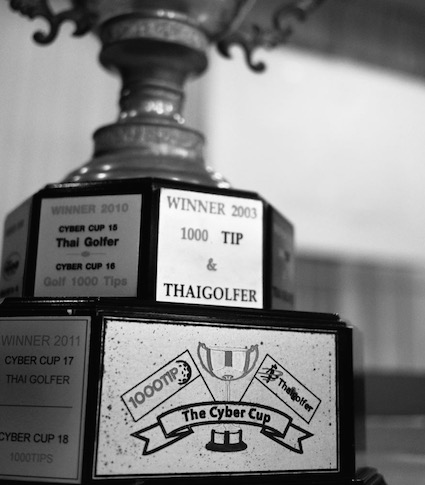 WINNER 2010
CYBER CUP 15
Thai Golfer
CYBER CUP 16
Golf 1000 Tips
WINNER 2003
1000 TIP
&
THAIGOLFER
WINNER 2011
CYBER CUP 17
THAI GOLFER
CYBER CUP 18
1000TIPS
1000TIP
Thaigolfer
The Cyber Cup